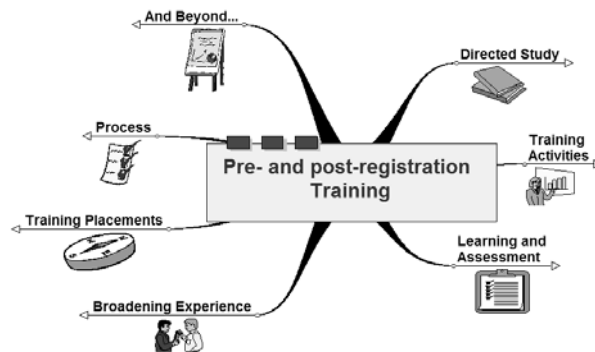 And Beyond...
Directed Study
Process
Pre- and post-registration
Training
Training
Activities
Training Placements
Learning and
Assessment
Broadening Experience